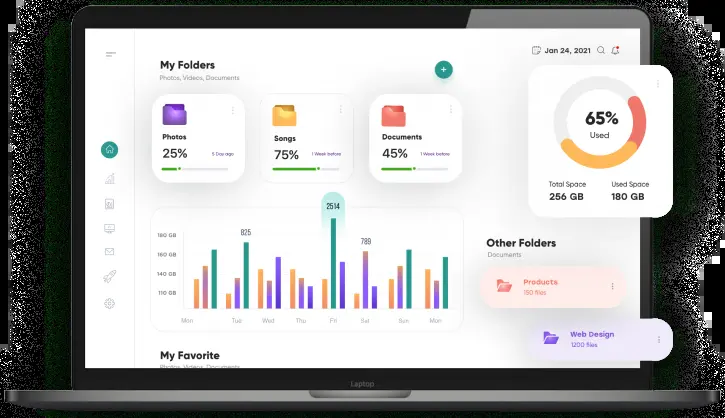 Jan 24, 2021
My Folders
Photos, Videos, Documents
+
Photos
25%
5 Day ago
Songs
75%
1 Week before
Documents
45%
1 Week before
65%
Used
Total Space
256 GB
Used Space
180 GB
180 GB
160 GB
140 GB
110 GB
825
2514
789
Mon
Tue
Wed
Thu
Fri
Sat
Sun
Mon
Other Folders
Documents
Products
150 files
Web Design
1200 files
My Favorite
Photos, Videos, Documents
Laptop